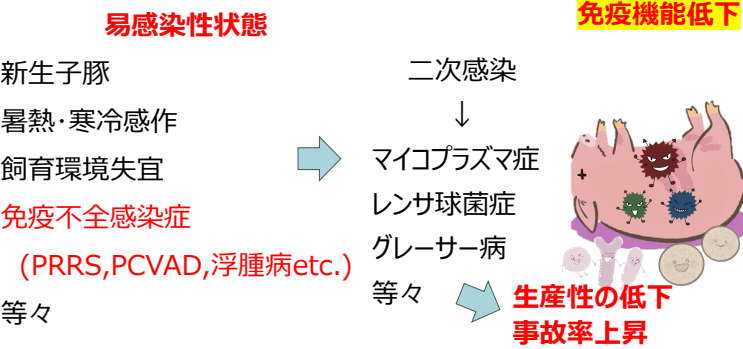 易感染性状態
新生子豚
暑熱･寒冷感作
飼育環境失宜
免疫不全感染症
(PRRS,PCVAD,浮腫病etc.)
等々
二次感染
↓
マイコプラズマ症
レンサ球菌症
グレーサー病
等々
免疫機能低下
生産性の低下
事故率上昇